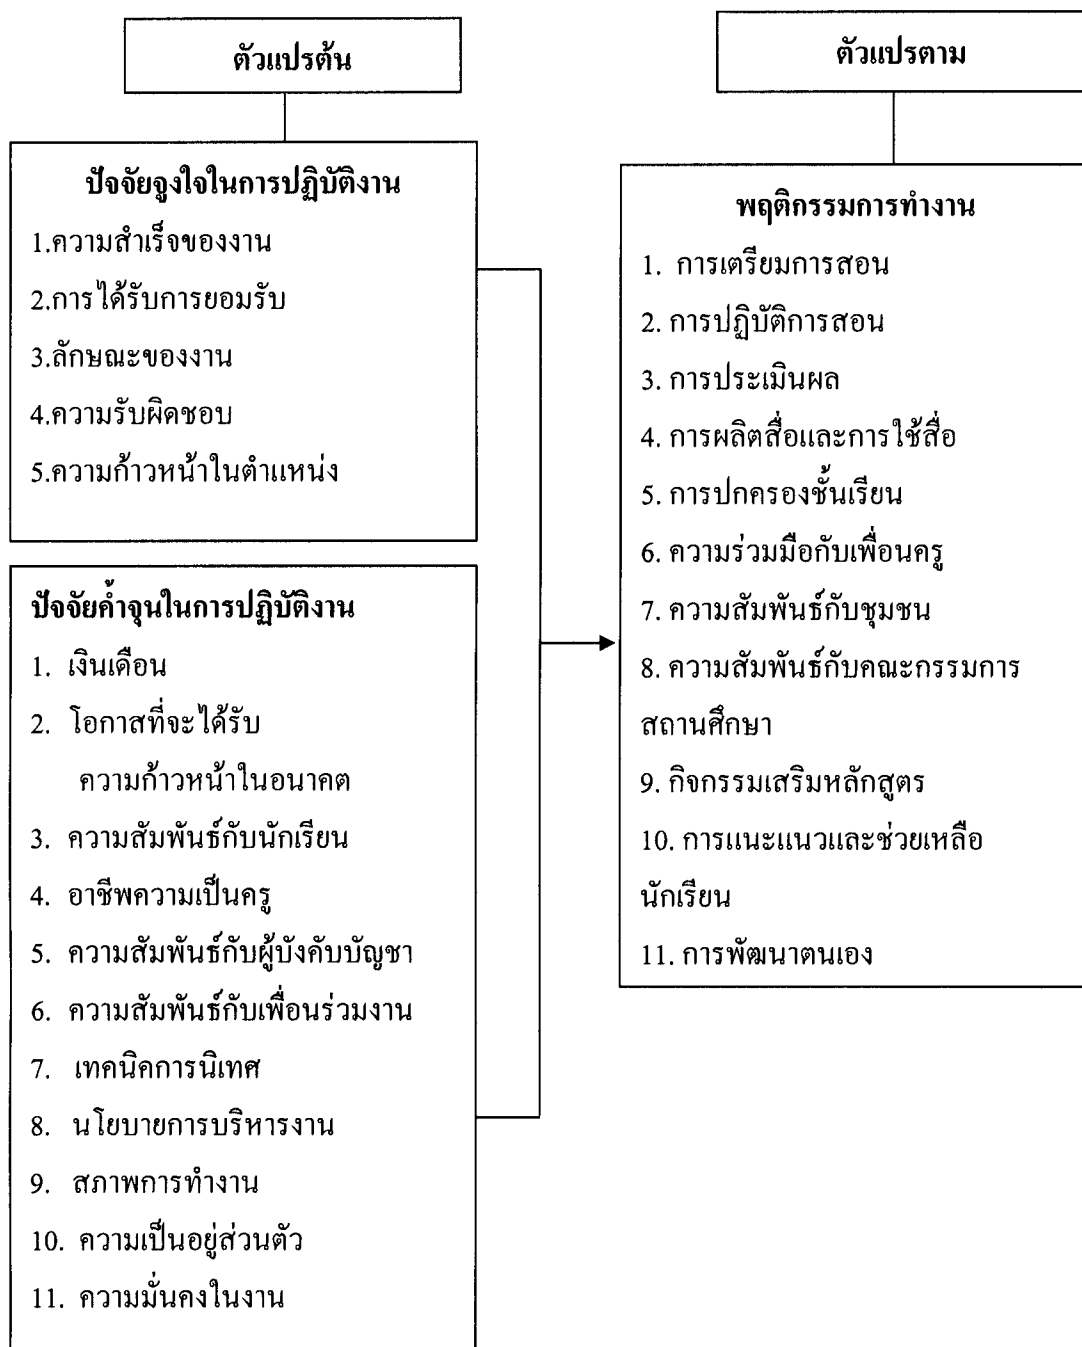 ตัวแปรต้น
ปัจจัยจูงใจในการปฏิบัติงาน
1.ความสำเร็จของงาน
2.การได้รับการยอมรับ
3.ลักษณะของงาน
4.ความรับผิดชอบ
5.ความก้าวหน้าในตำแหน่ง
ปัจจัยค้ำจุนในการปฏิบัติงาน
1. เงินเดือน
2. โอกาสที่จะได้รับ
ความก้าวหน้าในอนาคต
3. ความสัมพันธ์กับนักเรียน
4. อาชีพความเป็นครู
5. ความสัมพันธ์กับผู้บังคับบัญชา
6. ความสัมพันธ์กับเพื่อนร่วมงาน
7. เทคนิคการนิเทศ
8. นโยบายการบริหารงาน
9. สภาพการทำงาน
10. ความเป็นอยู่ส่วนตัว
11. ความมั่นคงในงาน
ตัวแปรตาม
พฤติกรรมการทำงาน
1. การเตรียมการสอน
2. การปฏิบัติการสอน
3. การประเมินผล
4. การผลิตสื่อและการใช้สื่อ
5. การปกครองชั้นเรียน
6. ความร่วมมือกับเพื่อนครู
7. ความสัมพันธ์กับชุมชน
8. ความสัมพันธ์กับคณะกรรมการ
สถานศึกษา
9. กิจกรรมเสริมหลักสูตร
10. การแนะแนวและช่วยเหลือ
นักเรียน
11. การพัฒนาตนเอง